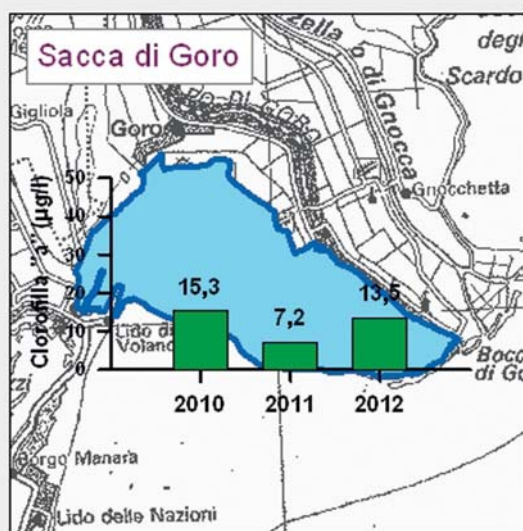 Sacca di Goro
degl
Scardo
Gigliola
Goro
PO DI GORO
di Gnocca
Gnocchetta
Clorofilla "a" (µg/l)
50
40
30
20
10
0
15,3
7,2
13,5
Lido di
Volano
Bocc
di Go
2010
2011
2012
Borgo Manara
Lido delle Nazioni